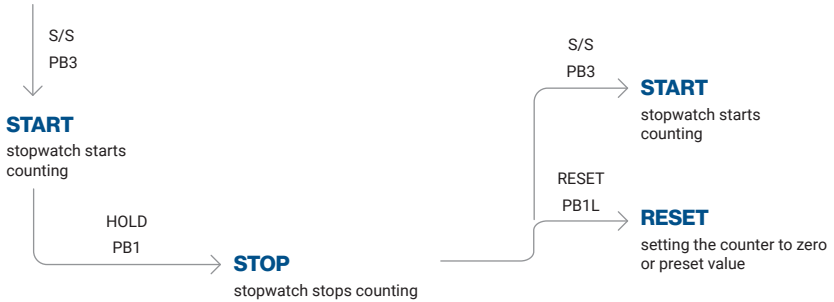 S/S
PB3
START
stopwatch starts
counting
HOLD
PB1
STOP
stopwatch stops counting
S/S
PB3
START
stopwatch starts
counting
RESET
PB1L
RESET
setting the counter to zero
or preset value